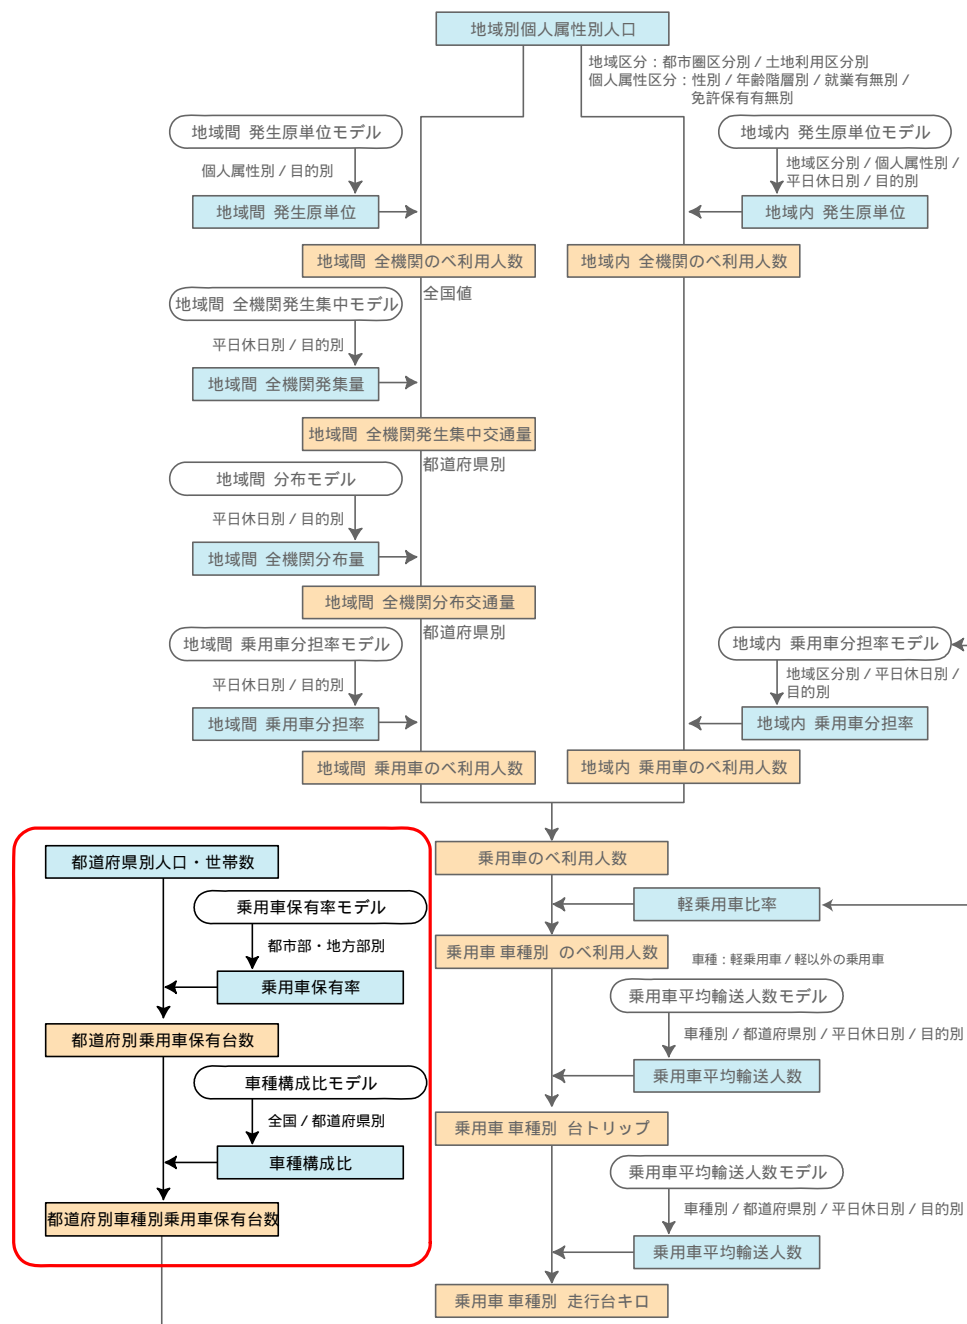 地域別個人属性別人口
地域区分：都市圏区分別 / 土地利用区分別
個人属性区分：性別 / 年齢階層別 / 就業有無別 /
免許保有有無別
地域間 発生原単位モデル
個人属性別 / 目的別
地域間 発生原単位
地域内 発生原単位モデル
地域区分別 / 個人属性別 /
平日休日別 / 目的別
地域内 発生原単位
地域間 全機関のべ利用人数
全国値
地域内 全機関のべ利用人数
地域間 全機関発生集中モデル
平日休日別 / 目的別
地域間 全機関発集量
地域間 全機関発生集中交通量
都道府県別
地域間 分布モデル
平日休日別 / 目的別
地域間 全機関分布量
地域間 全機関分布交通量
都道府県別
地域間 乗用車分担率モデル
平日休日別 / 目的別
地域間 乗用車分担率
地域内 乗用車分担率モデル
地域区分別 / 平日休日別 /
目的別
地域内 乗用車分担率
地域間 乗用車のべ利用人数
地域内 乗用車のべ利用人数
都道府県別人口・世帯数
乗用車保有率モデル
都市部・地方部別
乗用車保有率
都道府別乗用車保有台数
車種構成比モデル
全国 / 都道府県別
車種構成比
都道府別車種別乗用車保有台数
乗用車のべ利用人数
軽乗用車比率
乗用車 車種別 のべ利用人数
車種：軽乗用車 / 軽以外の乗用車
乗用車平均輸送人数モデル
車種別 / 都道府県別 / 平日休日別 / 目的別
乗用車平均輸送人数
乗用車 車種別 台トリップ
乗用車平均輸送人数モデル
車種別 / 都道府県別 / 平日休日別 / 目的別
乗用車平均輸送人数
乗用車 車種別 走行台キロ